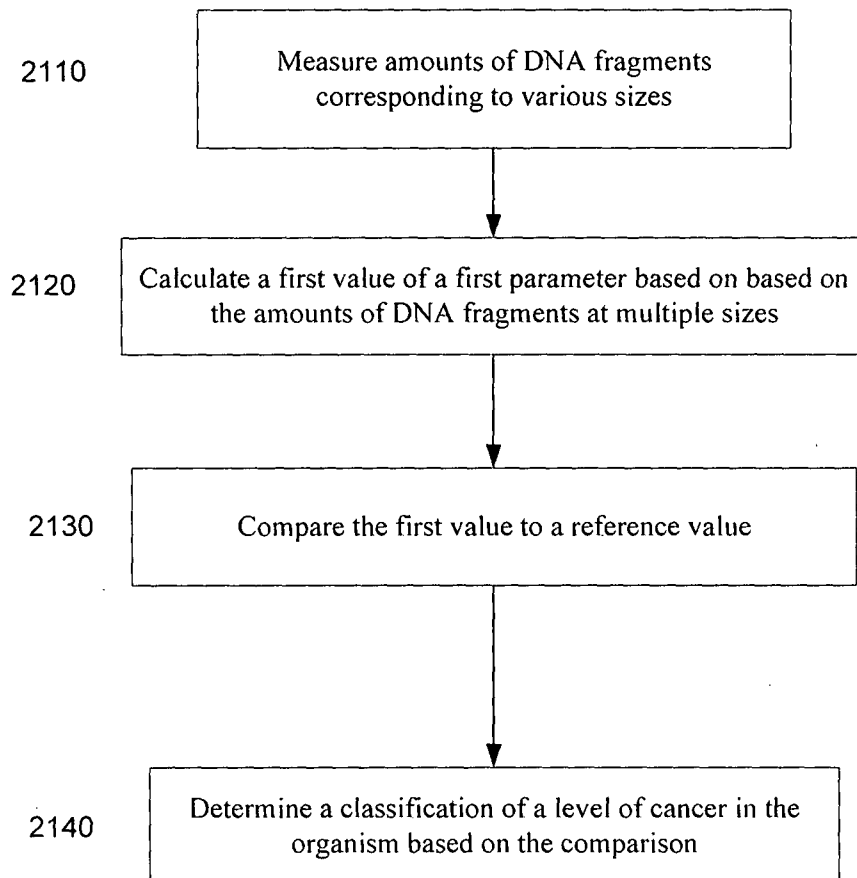 2110
Measure amounts of DNA fragments
corresponding to various sizes
2120
Calculate a first value of a first parameter based on based on
the amounts of DNA fragments at multiple sizes
2130
Compare the first value to a reference value
2140
Determine a classification of a level of cancer in the
organism based on the comparison